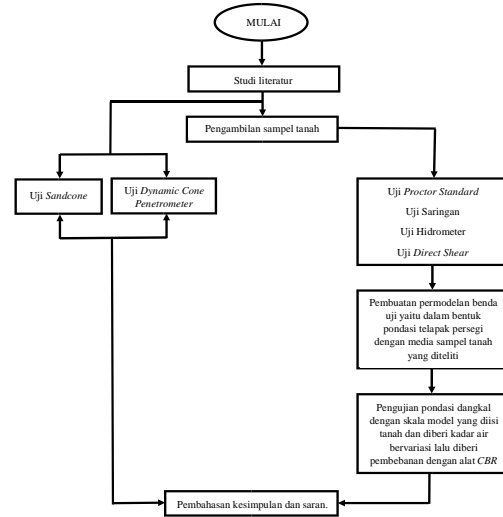 MULAI
Studi literatur
Pengambilan sampel tanah
Uji Sandcone
Uji Dynamic Cone
Penetrometer
Uji Proctor Standard
Uji Saringan
Uji Hidrometer
Uji Direct Shear
Pembuatan permodelan benda
uji yaitu dalam bentuk
pondasi telapak persegi
dengan media sampel tanah
yang diteliti
Pengujian pondasi dangkal
dengan skala model yang diisi
tanah dan diberi kadar air
bervariasi lalu diberi
pembebanan dengan alat CBR
Pembahasan kesimpulan dan saran.